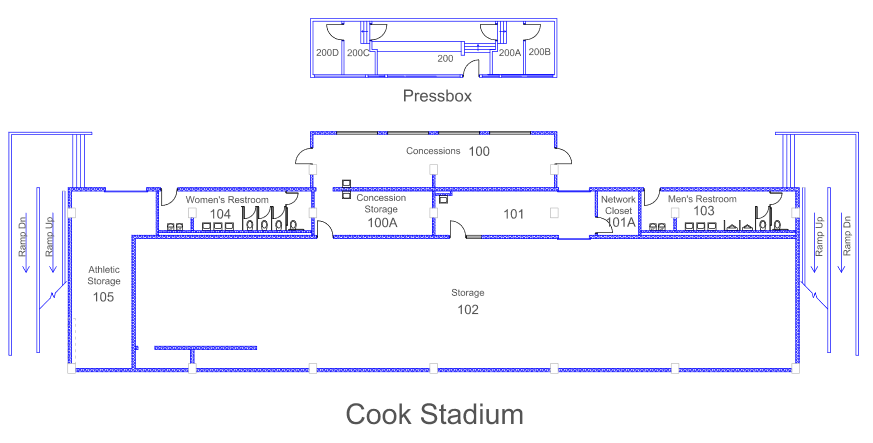 200D
200C
200
200A
200B
Pressbox
Concessions 100
Women's Restroom
104
Concession
Storage
100A
101
Network
Closet
101A
Men's Restroom
103
Ramp Dn
Ramp Up
Ramp Up
Ramp Dn
Athletic
Storage
105
Storage
102
Cook Stadium